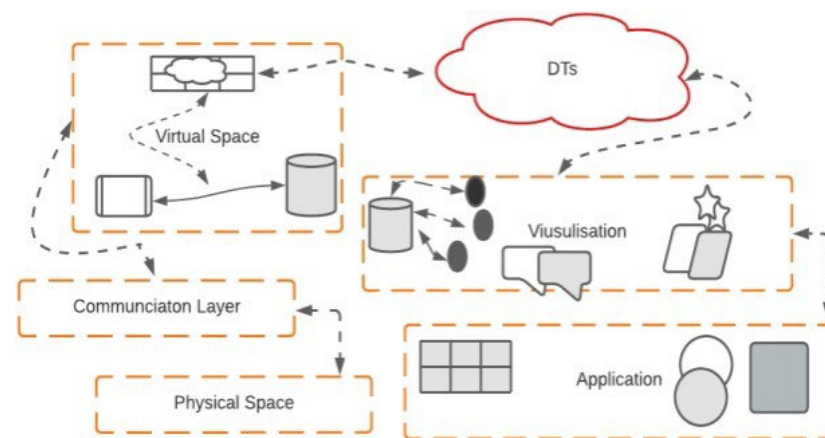 DTs
Virtual Space
Viusulisation
Communciaton Layer
Application
Physical Space